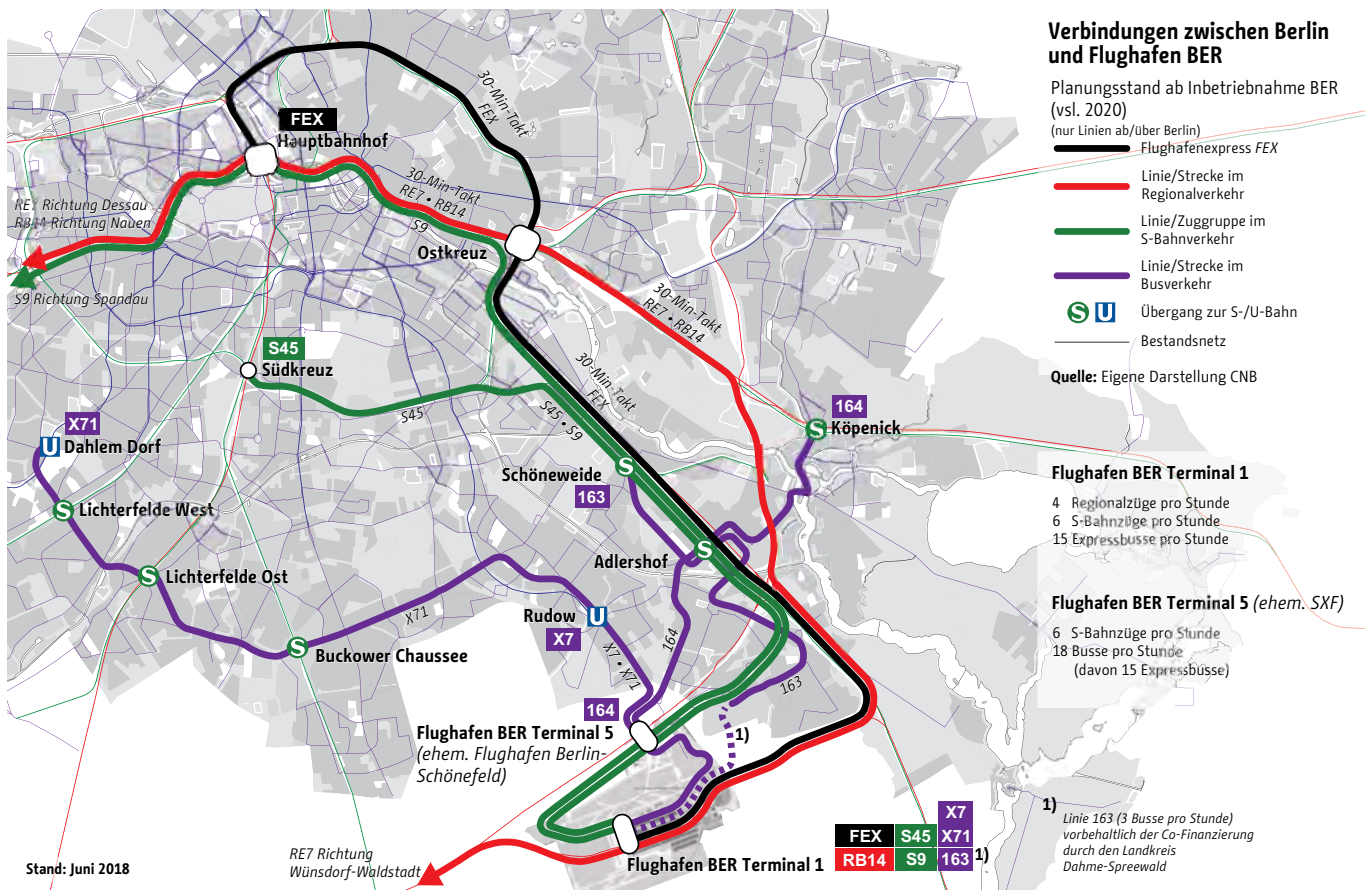 Verbindungen zwischen Berlin
und Flughafen BER
Planungsstand ab Inbetriebnahme BER
(vsl. 2020)
(nur Linien ab/über Berlin)
Flughafenexpress FEX
Linie/Strecke im
Regionalverkehr
Linie/Zuggruppe im
S-Bahnverkehr
Linie/Strecke im
Busverkehr
S U Übergang zur S-/U-Bahn
Bestandsnetz
Quelle: Eigene Darstellung CNB
Flughafen BER Terminal 1
4 Regionalzüge pro Stunde
6 S-Bahnzüge pro Stunde
15 Expressbusse pro Stunde
Flughafen BER Terminal 5 (ehem. SXF)
6 S-Bahnzüge pro Stunde
18 Busse pro Stunde
(davon 15 Expressbusse)
1)
Linie 163 (3 Busse pro Stunde)
vorbehaltlich der Co-Finanzierung
durch den Landkreis
Dahme-Spreewald
FEX
Hauptbahnhof
30-Min-Takt
FEX
30-Min-Takt
RE7 • RB14
S9
RE7 Richtung Dessau
RB14 Richtung Nauen
S9 Richtung Spandau
Ostkreuz
30-Min-Takt
RE7 • RB14
S45
Südkreuz
S45
30-Min-Takt
FEX
S45 • S9
164
S
Köpenick
X71
U
Dahlem Dorf
S
Lichterfelde West
S
Lichterfelde Ost
S
Buckower Chaussee
X71
Schöneweide
S
163
Adlershof
S
Rudow
U
X7
X7 • X71
164
163
164
Flughafen BER Terminal 5
(ehem. Flughafen Berlin-
Schönefeld)
1)
X7
FEX S45 X71
RB14 S9 163 1)
Flughafen BER Terminal 1
RE7 Richtung
Wünsdorf-Waldstadt
Stand: Juni 2018